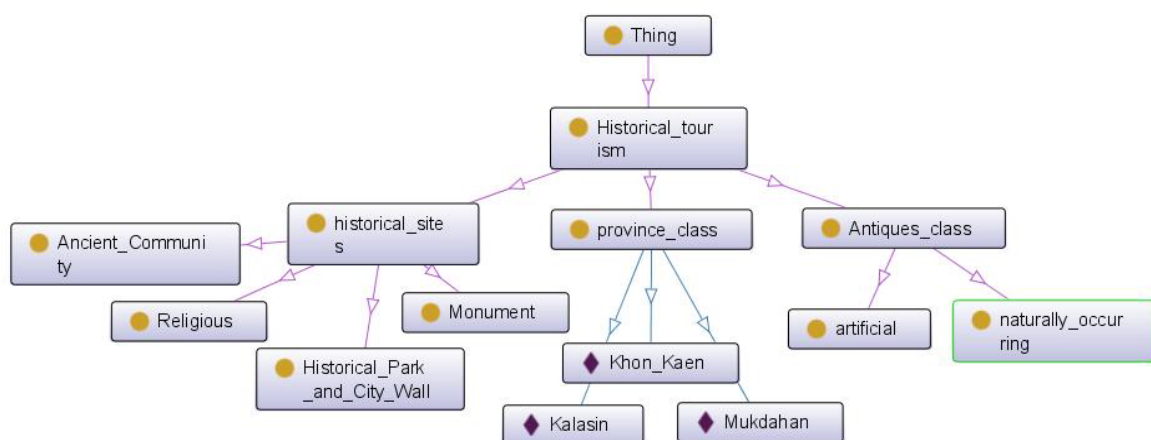 Thing
Historical_tour
ism
historical_site
s
province_class
Antiques_class
Ancient_Communi
ty
Religious
Monument
Historical_Park
_and_City_Wall
Khon_Kaen
Kalasin
Mukdahan
artificial
naturally_occur
ring